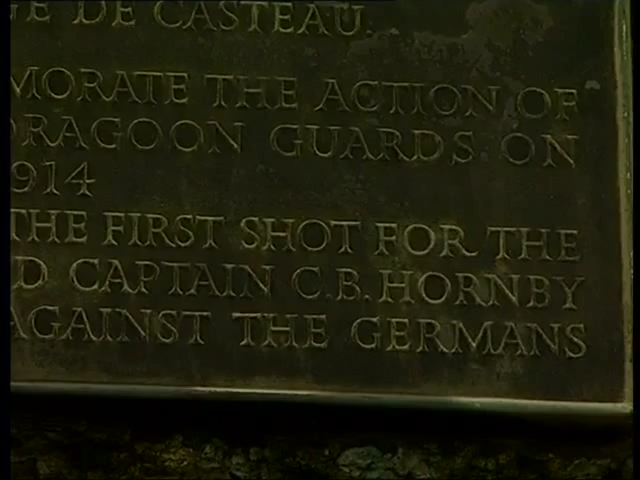 GE DE CASTEAU.
MORATE THE ACTION OF
DRAGOON GUARDS ON
914
THE FIRST SHOT FOR THE
D CAPTAIN C.B. HORNBY
AGAINST THE GERMANS